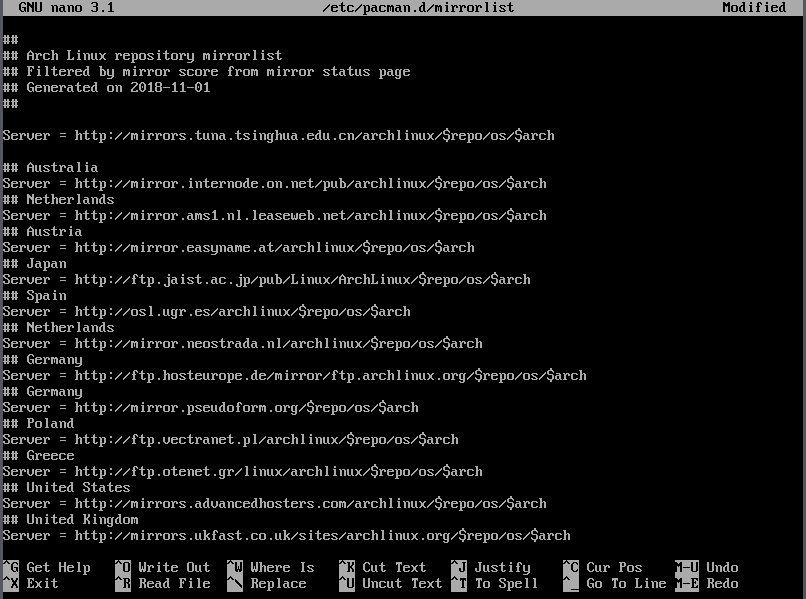 GNU nano 3.1 /etc/pacman.d/mirrorlist Modified
##
## Arch Linux repository mirrorlist
## Filtered by mirror score from mirror status page
## Generated on 2018-11-01
##
Server = http://mirrors.tuna.tsinghua.edu.cn/archlinux/$repo/os/$arch
## Australia
Server = http://mirror.internode.on.net/pub/archlinux/$repo/os/$arch
## Netherlands
Server = http://mirror.ams1.nl.leaseweb.net/archlinux/$repo/os/$arch
## Austria
Server = http://mirror.easyname.at/archlinux/$repo/os/$arch
## Japan
Server = http://ftp.jaist.ac.jp/pub/Linux/ArchLinux/$repo/os/$arch
## Spain
Server = http://osl.ugr.es/archlinux/$repo/os/$arch
## Netherlands
Server = http://mirror.neostrada.nl/archlinux/$repo/os/$arch
## Germany
Server = http://ftp.hosteurope.de/mirror/ftp.archlinux.org/$repo/os/$arch
## Germany
Server = http://mirror.pseudoform.org/$repo/os/$arch
## Poland
Server = http://ftp.vectranet.pl/archlinux/$repo/os/$arch
## Greece
Server = http://ftp.otenet.gr/linux/archlinux/$repo/os/$arch
## United States
Server = http://mirrors.advancedhosters.com/archlinux/$repo/os/$arch
## United Kingdom
Server = http://mirrors.ukfast.co.uk/sites/archlinux.org/$repo/os/$arch
^G Get Help ^O Write Out ^W Where Is ^K Cut Text ^J Justify ^C Cur Pos M-U Undo
^X Exit ^R Read File ^\ Replace ^U Uncut Text ^T To Spell ^_ Go To Line M-E Redo